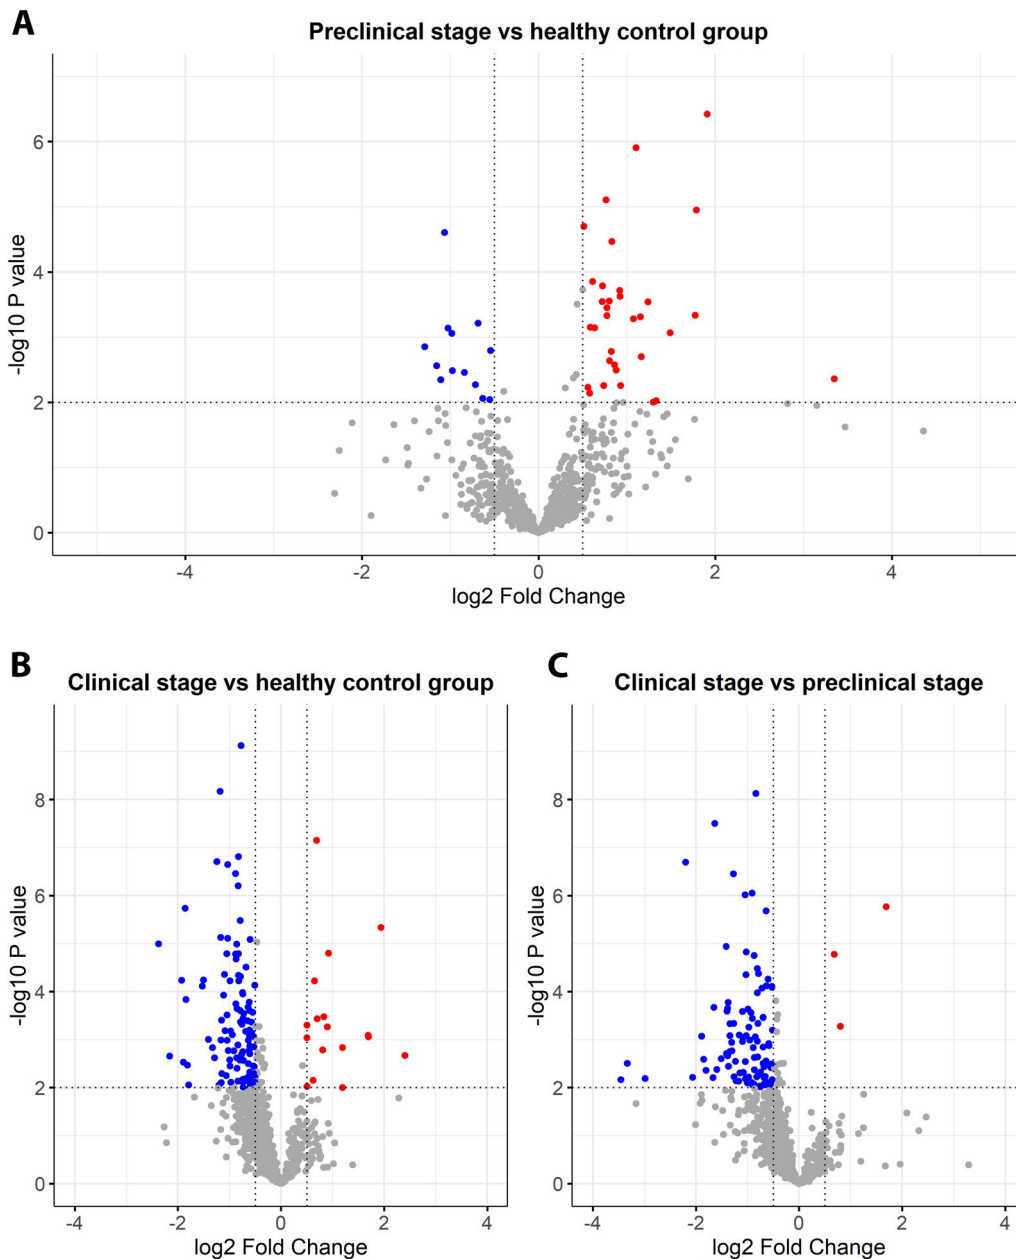 A
Preclinical stage vs healthy control group
-log10 P value
6
4
2
0
-4 -2 0 2 4
log2 Fold Change
B
Clinical stage vs healthy control group
-log10 P value
8
6
4
2
0
-4 -2 0 2 4
log2 Fold Change
C
Clinical stage vs preclinical stage
-log10 P value
8
6
4
2
0
-4 -2 0 2 4
log2 Fold Change